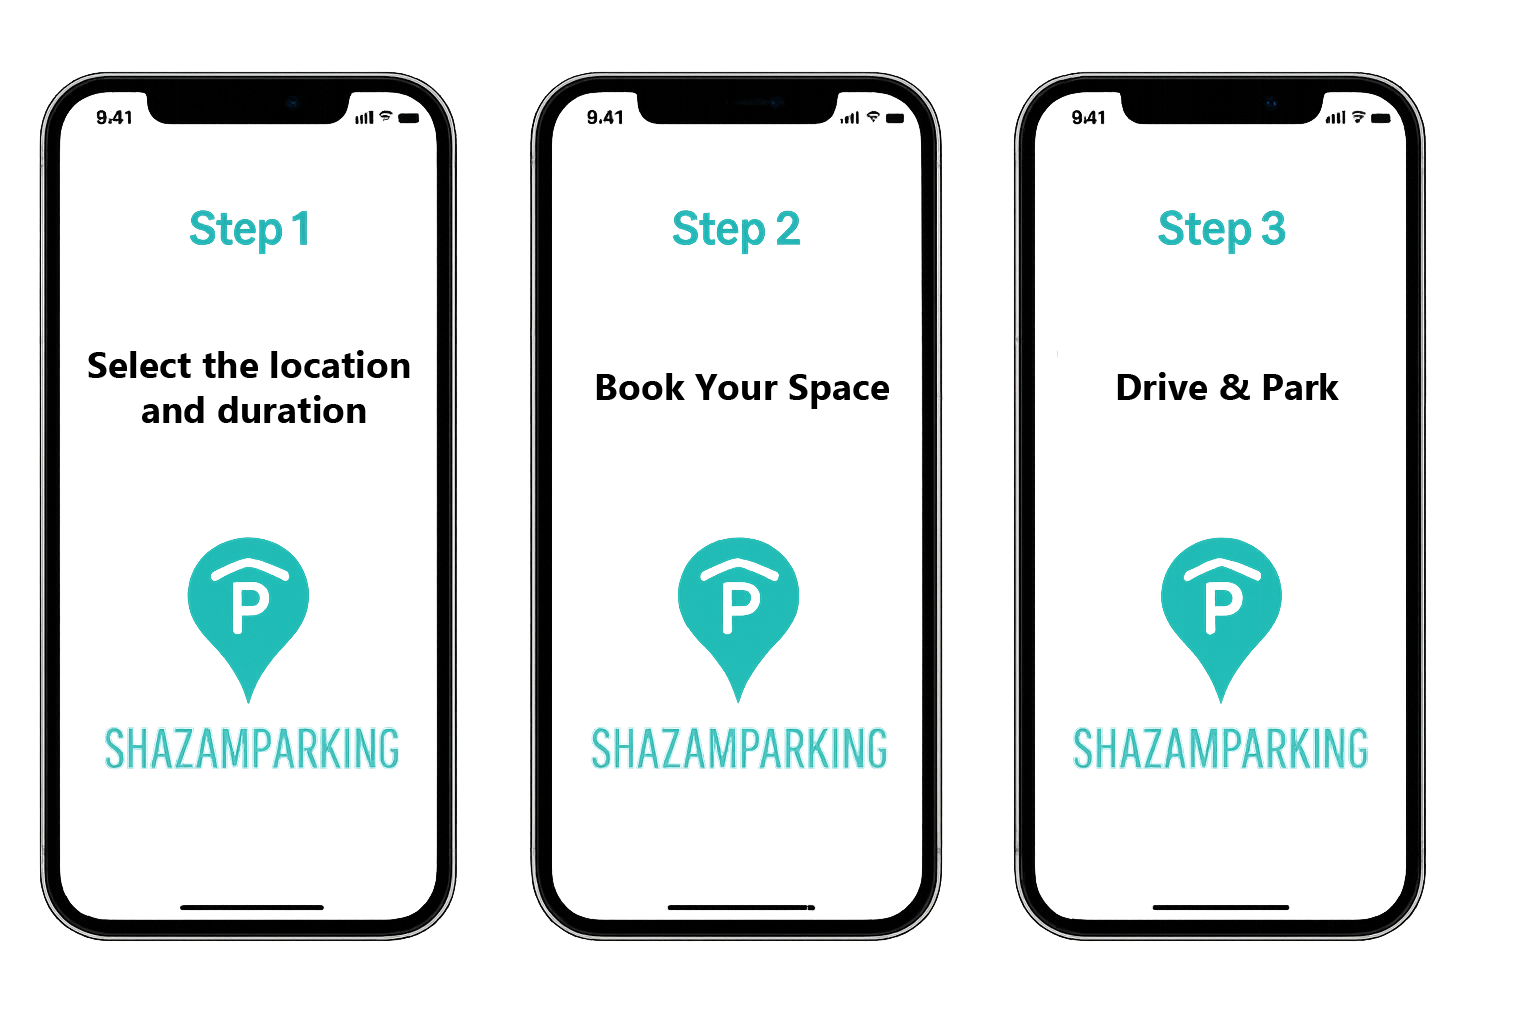 9.41
Step 1
Select the location
and duration
P
SHAZAMPARKING
9.41
Step 2
Book Your Space
P
SHAZAMPARKING
9.41
Step 3
Drive & Park
P
SHAZAMPARKING